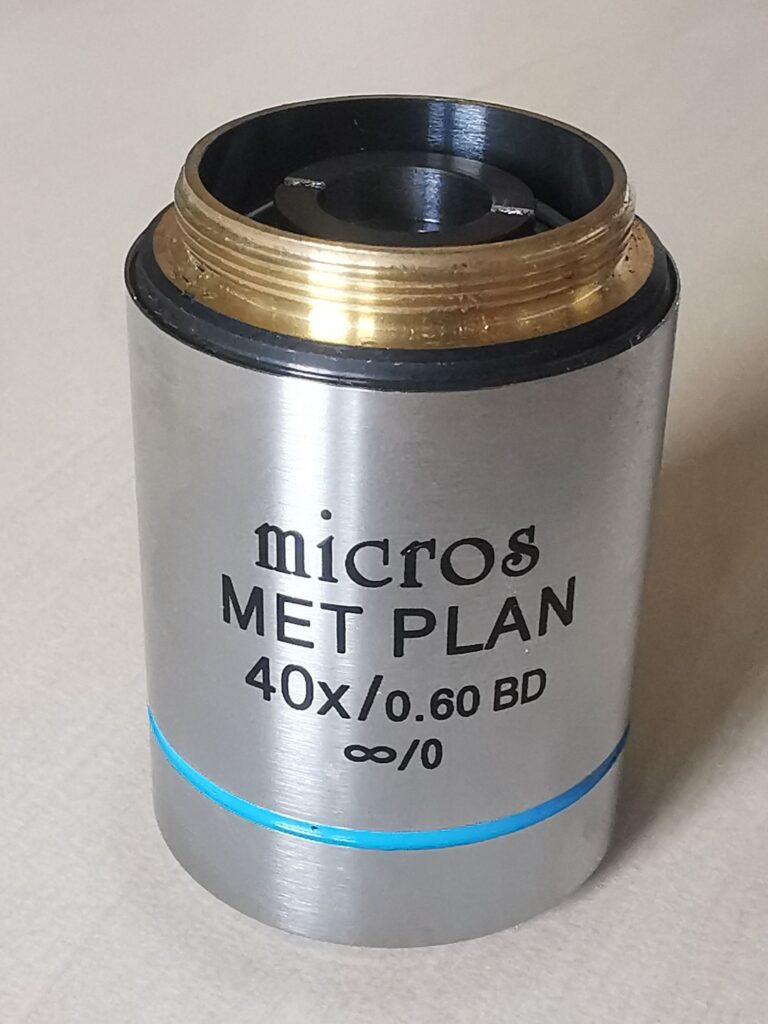 micros
MET PLAN
40x/0.60 BD
∞/0